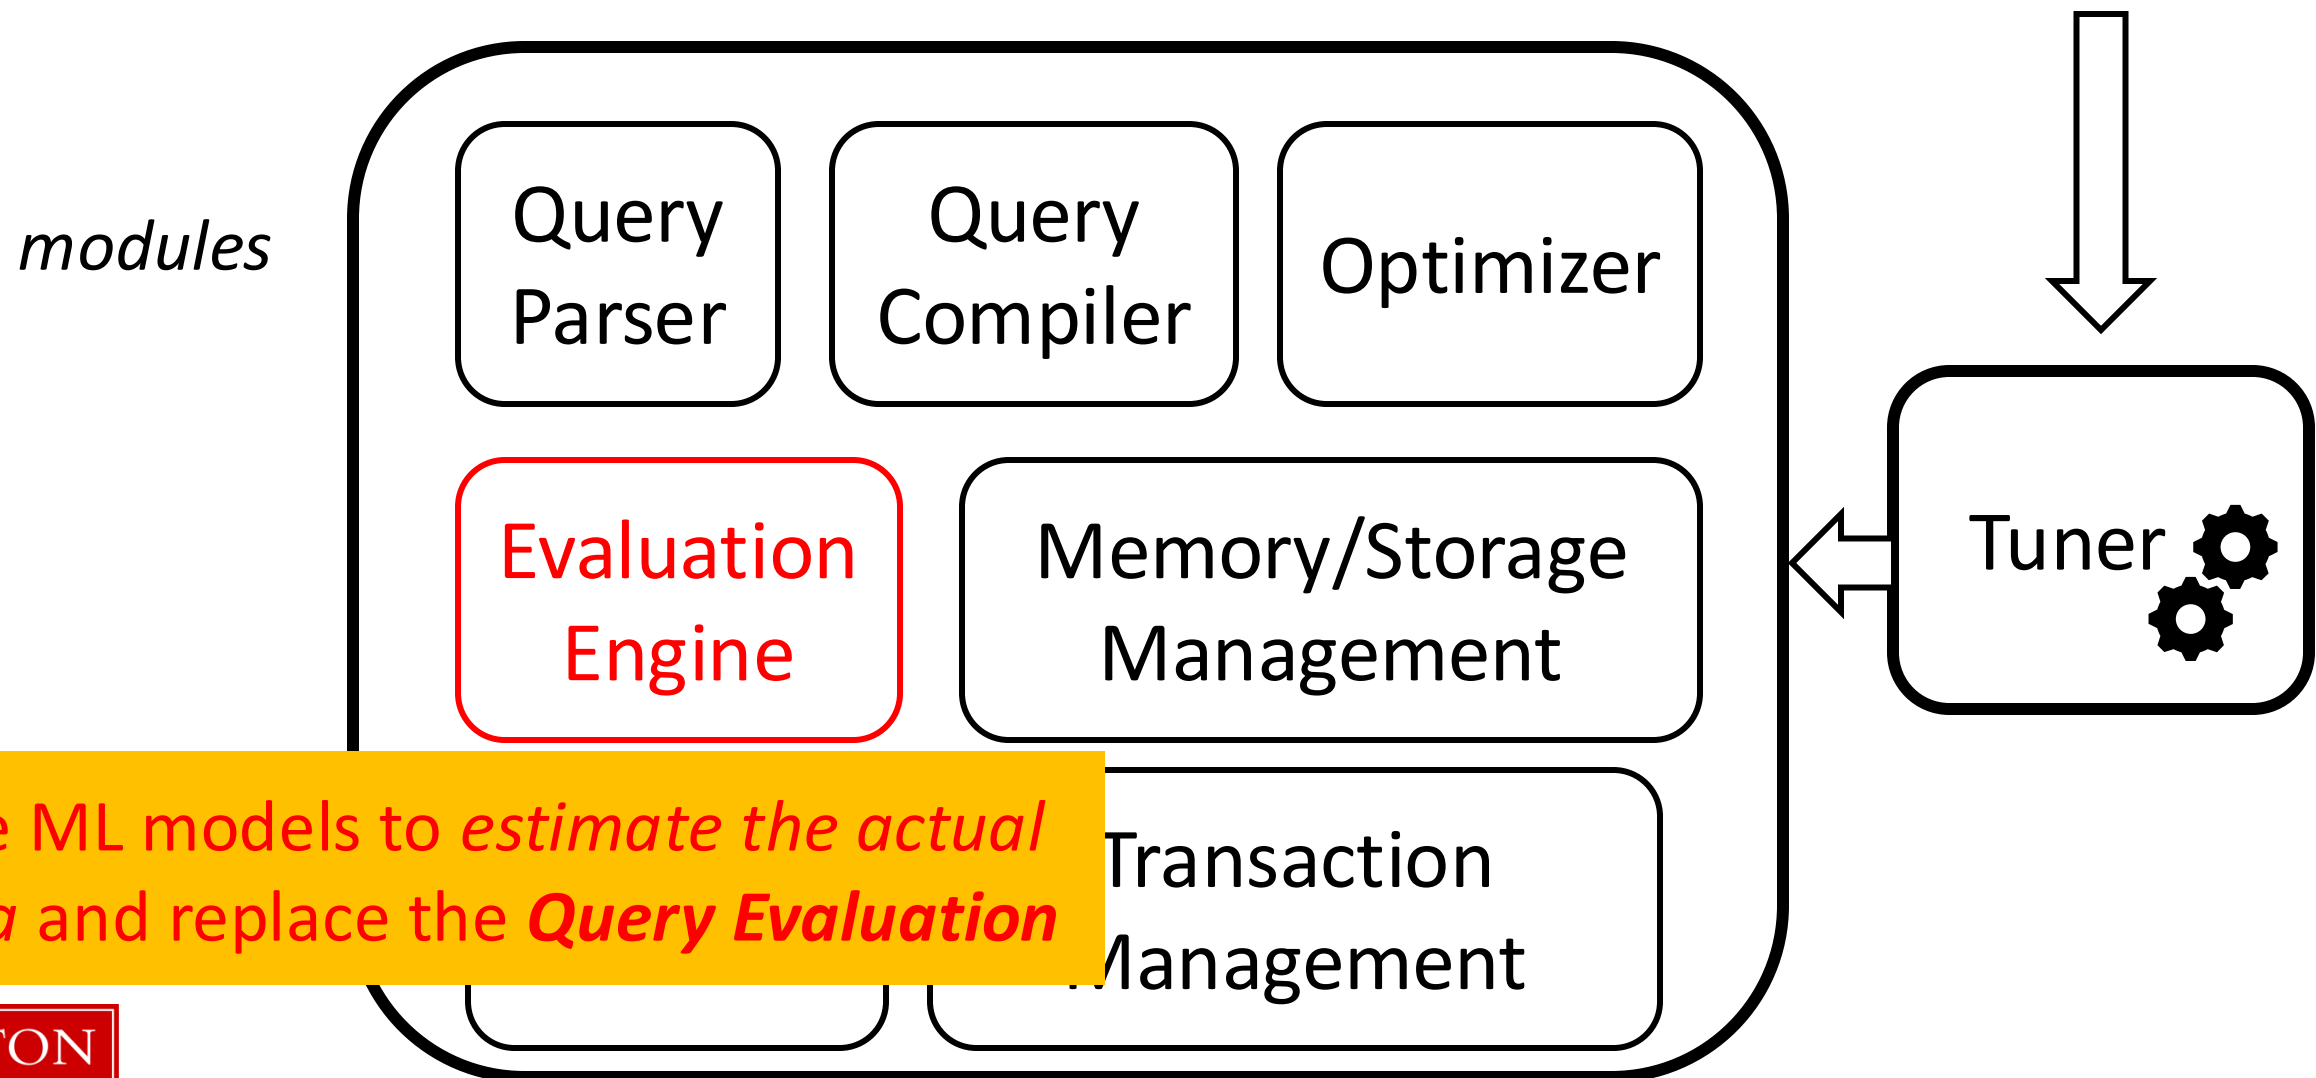 modules
Query
Parser
Query
Compiler
Optimizer
Evaluation
Engine
Memory/Storage
Management
Tuner
ML models to estimate the actual
and replace the Query Evaluation
Transaction
Management